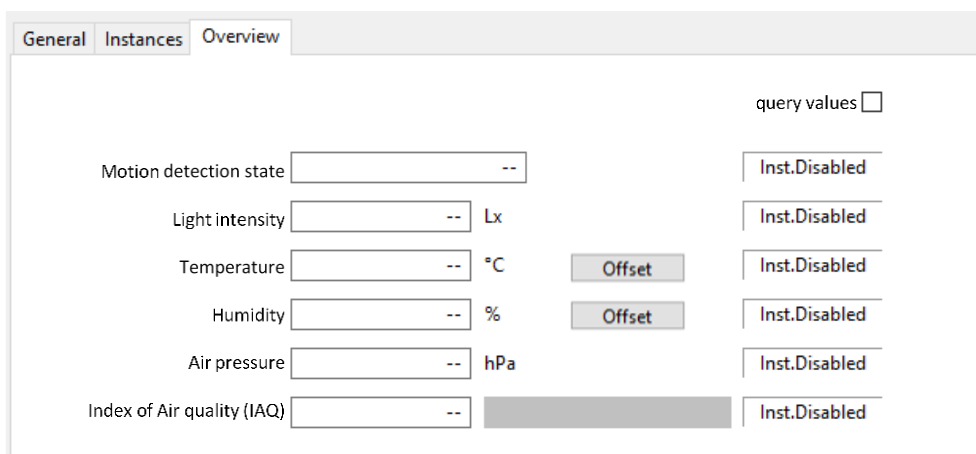 General Instances Overview
query values
Motion detection state -- Inst.Disabled
Light intensity -- Lx Inst.Disabled
Temperature -- °C Offset Inst.Disabled
Humidity -- % Offset Inst.Disabled
Air pressure -- hPa Inst.Disabled
Index of Air quality (IAQ) -- Inst.Disabled